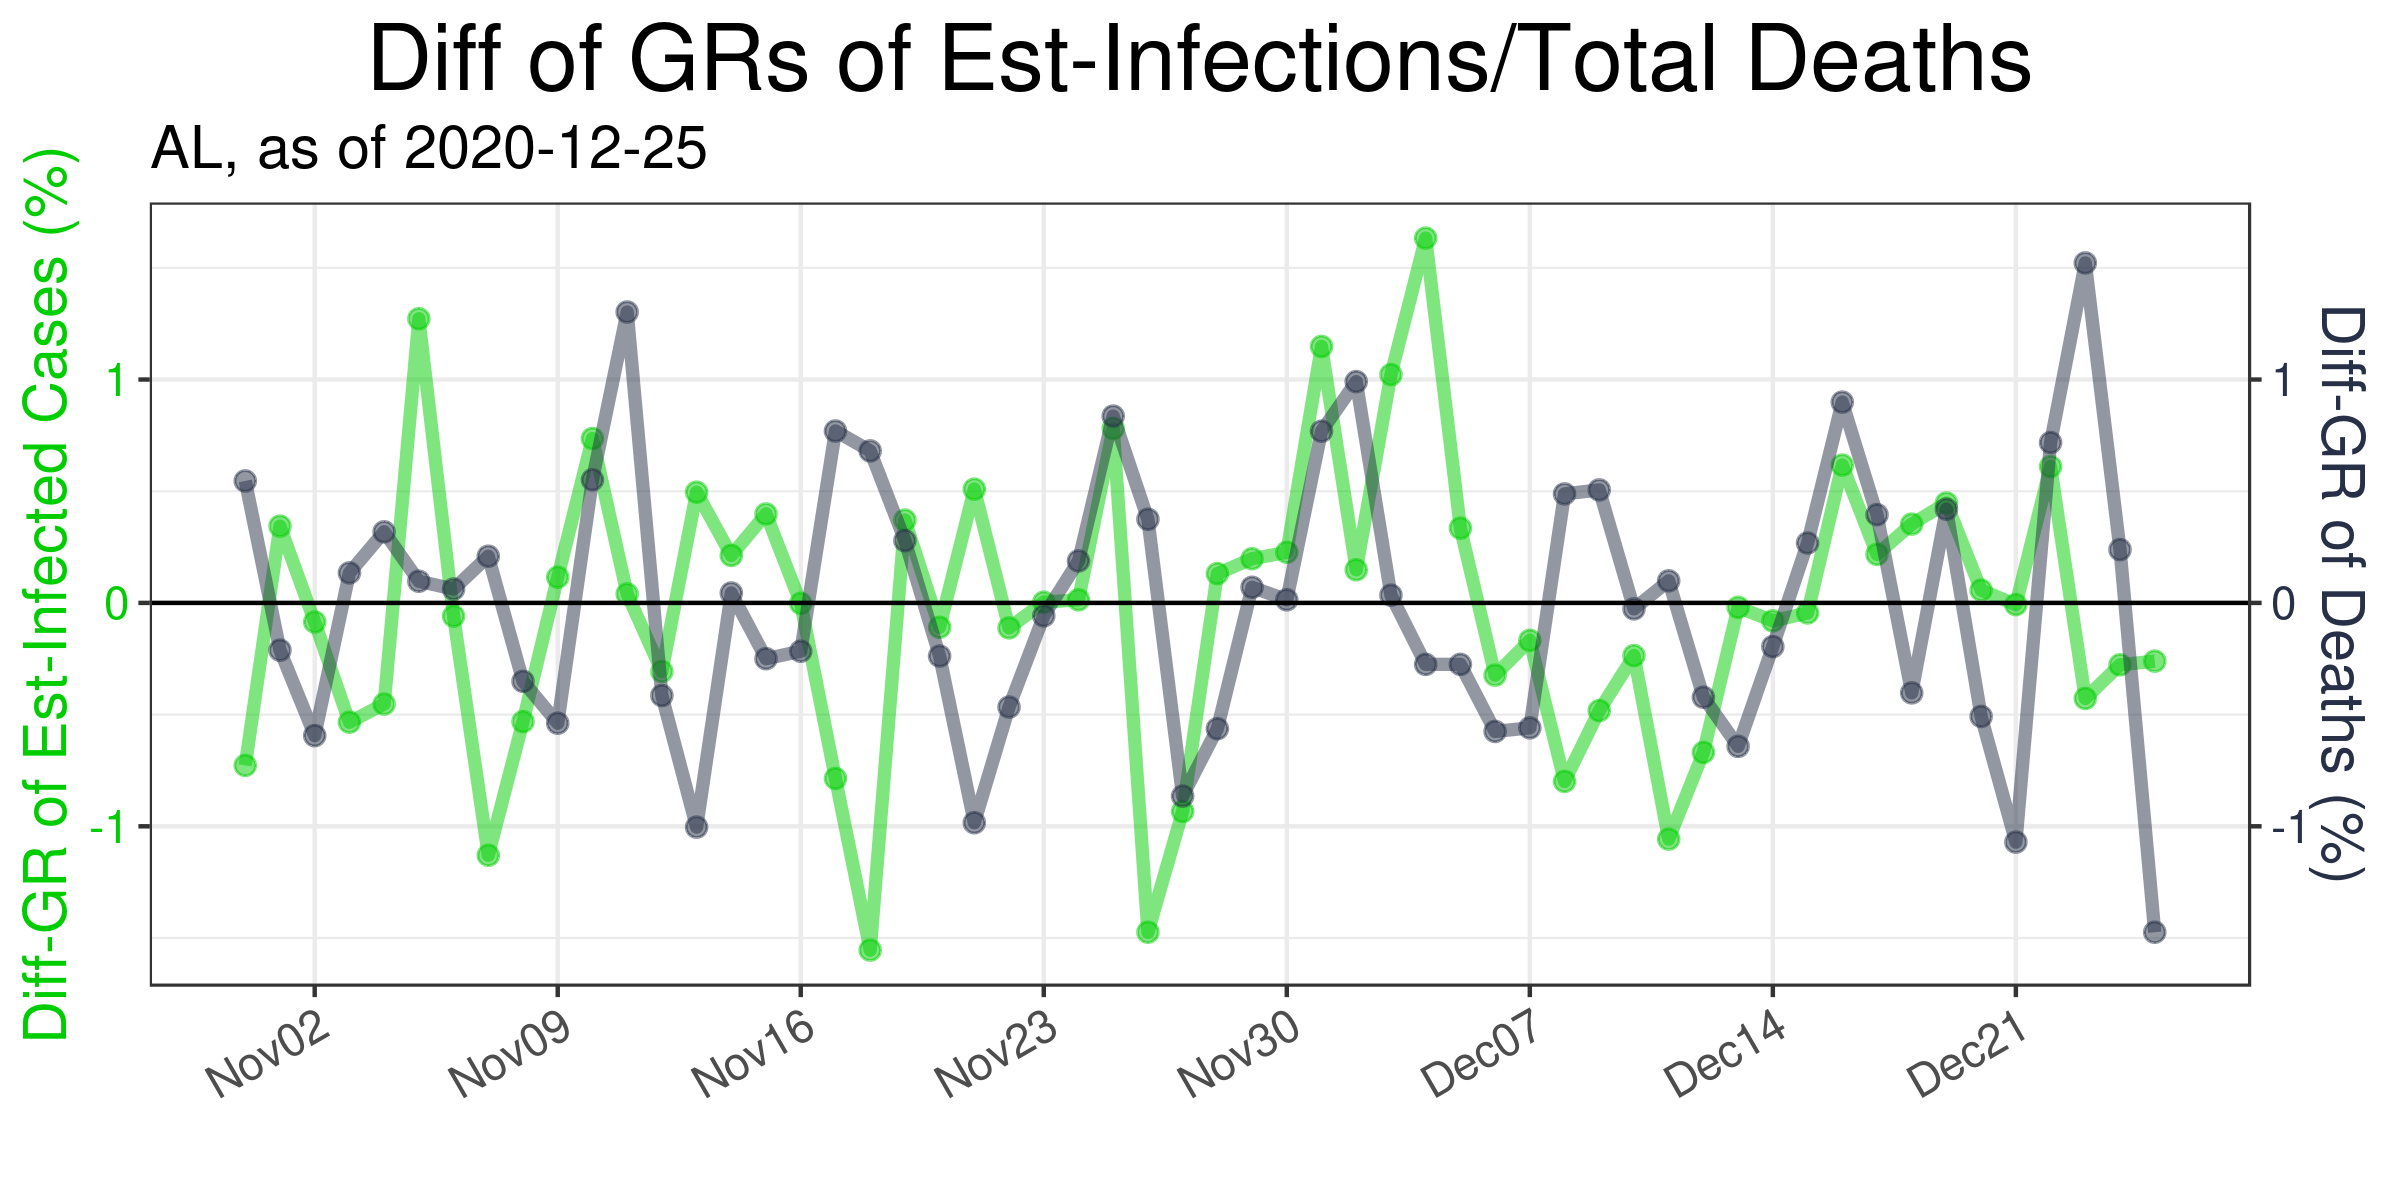 Diff of GRs of Est-Infections/Total Deaths
AL, as of 2020-12-25
Diff-GR of Est-Infected Cases (%)
1
0
-1
1
0
-1
Diff-GR of Deaths (%)
Nov02
Nov09
Nov16
Nov23
Nov30
Dec07
Dec14
Dec21